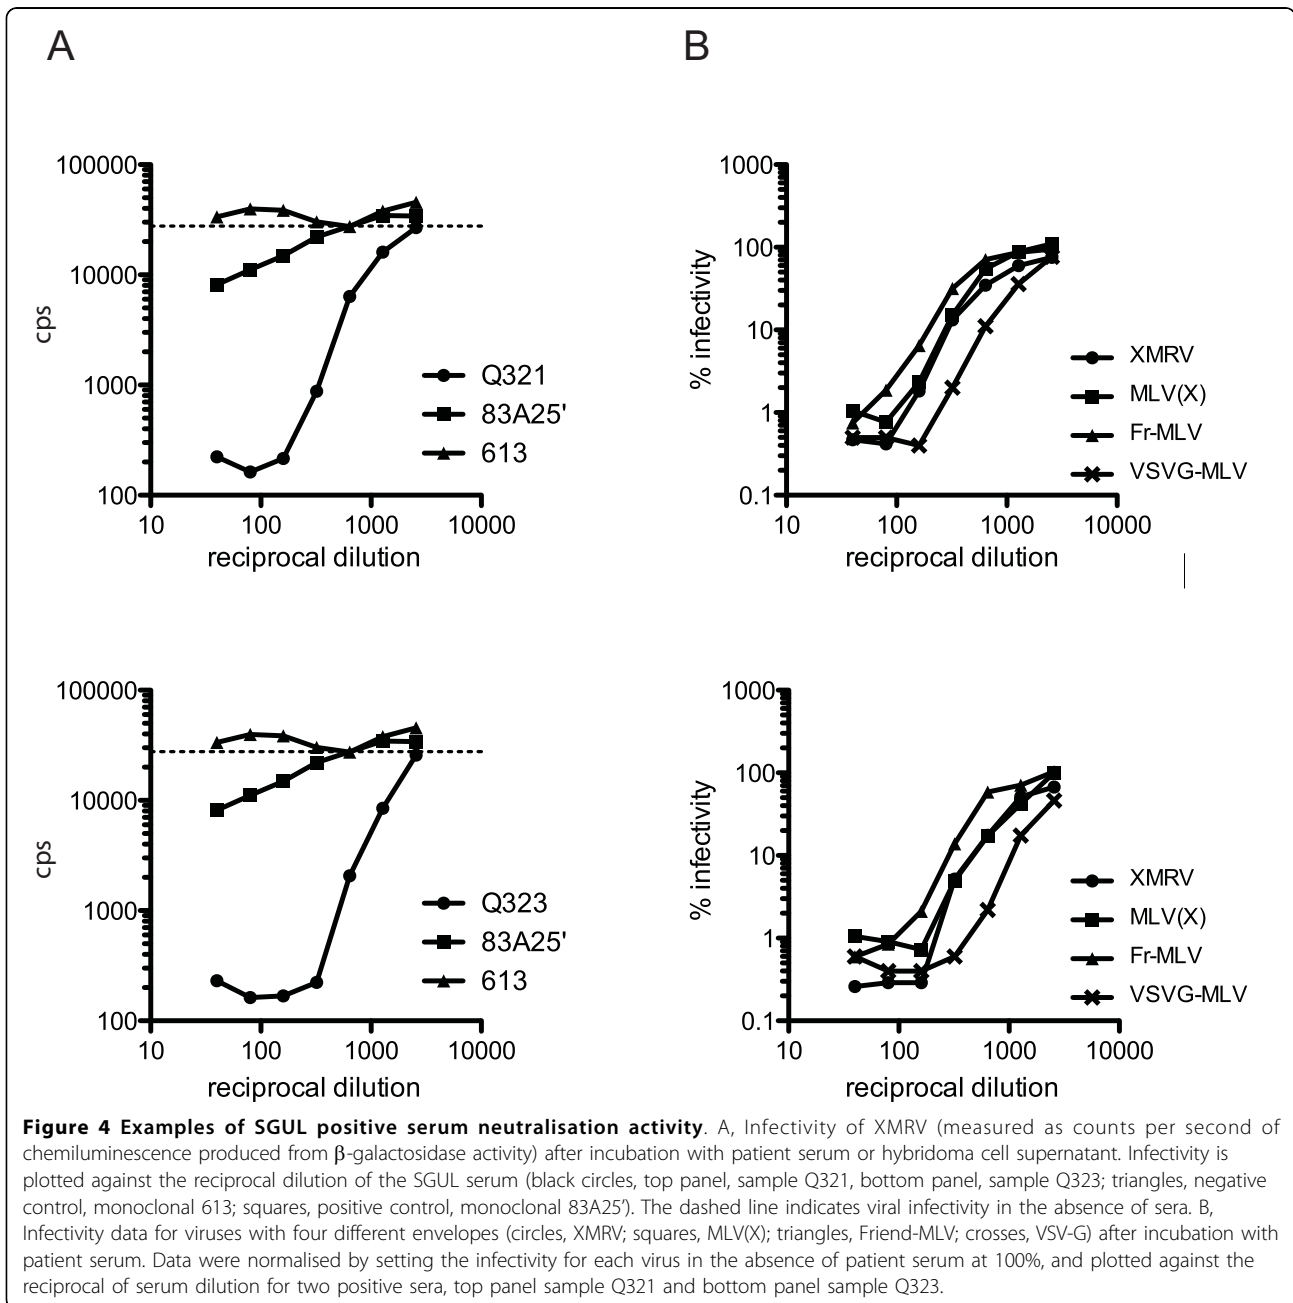 A
B
100000
10000
1000
100
10
100
1000
10000
cps
reciprocal dilution
Q321
83A25'
613
1000
100
10
1
0.1
10
100
1000
10000
% infectivity
reciprocal dilution
XMRV
MLV(X)
Fr-MLV
VSVG-MLV
100000
10000
1000
100
10
100
1000
10000
cps
reciprocal dilution
Q323
83A25'
613
1000
100
10
1
0.1
10
100
1000
10000
% infectivity
reciprocal dilution
XMRV
MLV(X)
Fr-MLV
VSVG-MLV
Figure 4 Examples of SGUL positive serum neutralisation activity. A, Infectivity of XMRV (measured as counts per second of
chemiluminescence produced from β-galactosidase activity) after incubation with patient serum or hybridoma cell supernatant. Infectivity is
plotted against the reciprocal dilution of the SGUL serum (black circles, top panel, sample Q321, bottom panel, sample Q323; triangles, negative
control, monoclonal 613; squares, positive control, monoclonal 83A25'). The dashed line indicates viral infectivity in the absence of sera. B,
Infectivity data for viruses with four different envelopes (circles, XMRV; squares, MLV(X); triangles, Friend-MLV; crosses, VSV-G) after incubation with
patient serum. Data were normalised by setting the infectivity for each virus in the absence of patient serum at 100%, and plotted against the
reciprocal of serum dilution for two positive sera, top panel sample Q321 and bottom panel sample Q323.